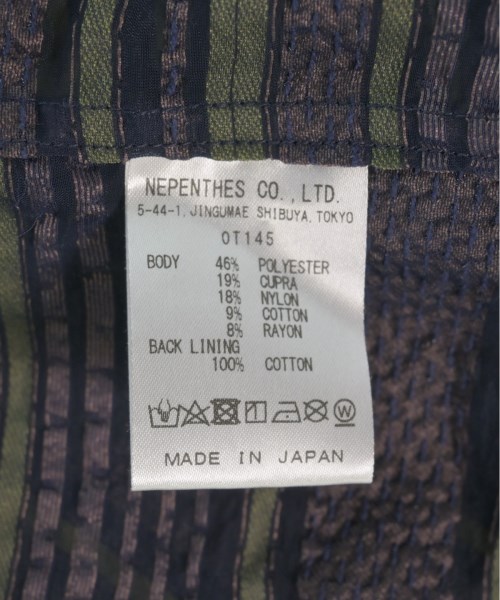 NEPENTHES CO.,LTD.
5-44-1, JINGUMAE SHIBUYA, TOKYO
OT145
BODY 46% POLYESTER
19% CUPRA
18% NYLON
9% COTTON
8% RAYON
BACK LINING
100% COTTON
W
MADE IN JAPAN